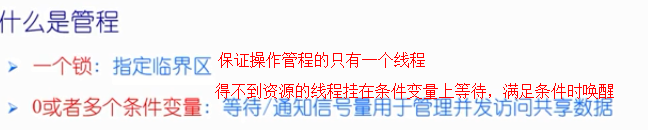 什么是管程
一个锁：指定临界区 保证操作管程的只有一个线程
得不到资源的线程挂在条件变量上等待，满足条件时唤醒
0或者多个条件变量：等待/通知信号量用于管理并发访问共享数据